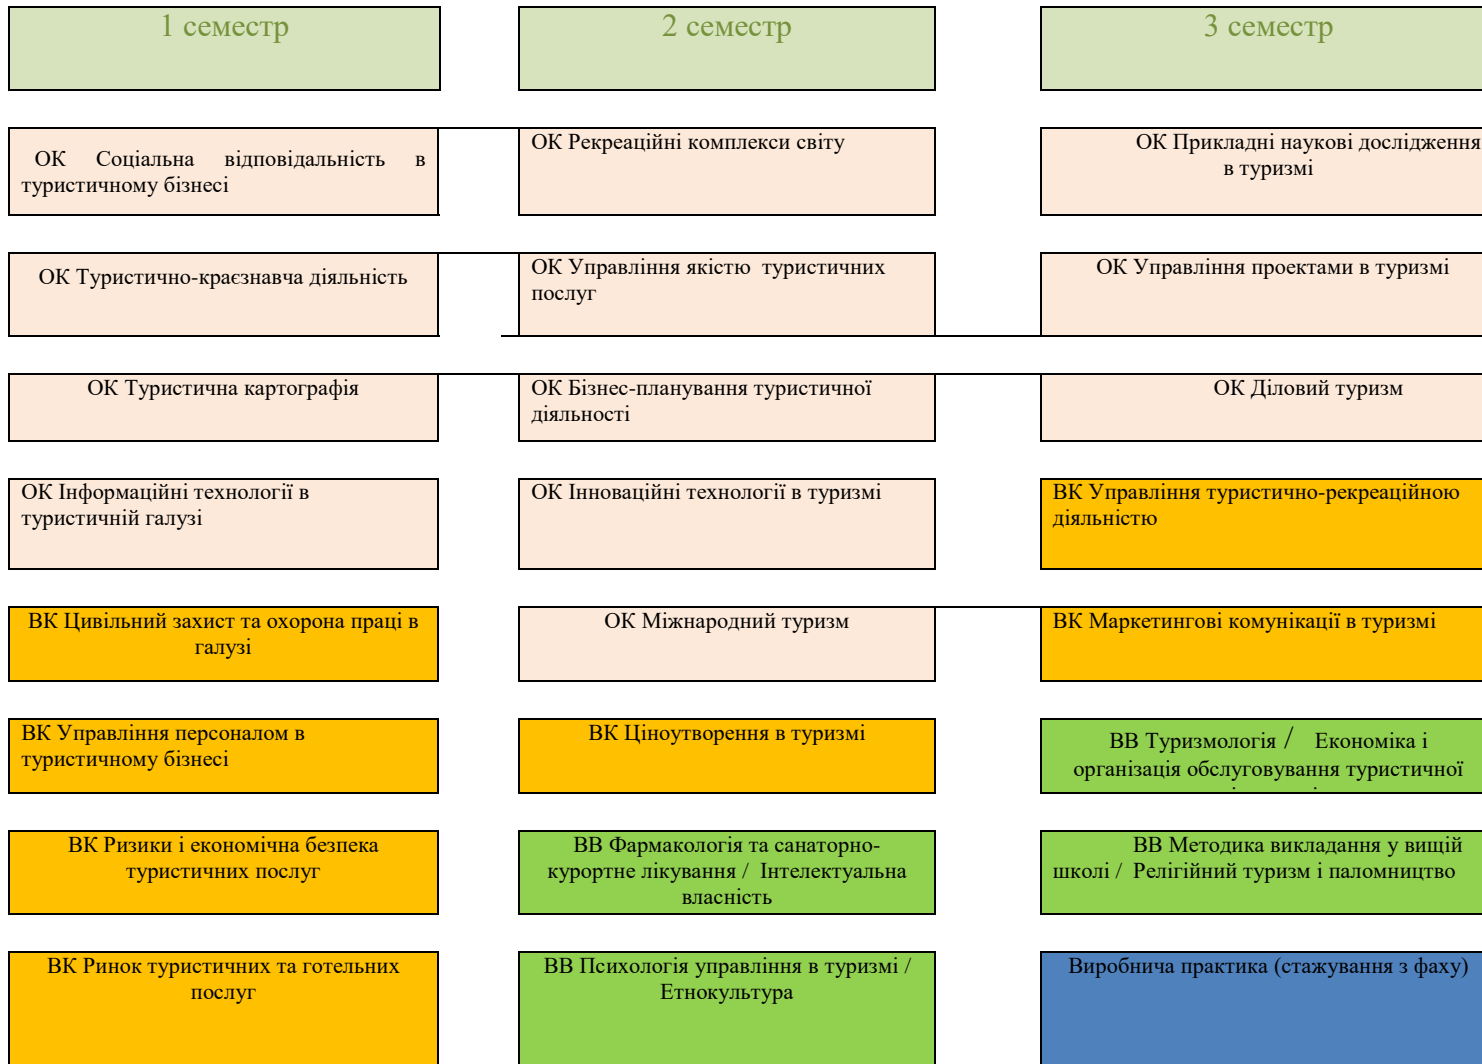 1 семестр
2 семестр
3 семестр
ОК Соціальна відповідальність в
туристичному бізнесі
ОК Рекреаційні комплекси світу
ОК Прикладні наукові дослідження
в туризмі
ОК Туристично-краєзнавча діяльність
ОК Управління якістю туристичних
послуг
ОК Управління проектами в туризмі
ОК Туристична картографія
ОК Бізнес-планування туристичної
діяльності
ОК Діловий туризм
ОК Інформаційні технології в
туристичній галузі
ОК Інноваційні технології в туризмі
ВК Управління туристично-рекреаційною
діяльністю
ВК Цивільний захист та охорона праці в
галузі
ОК Міжнародний туризм
ВК Маркетингові комунікації в туризмі
ВК Управління персоналом в
туристичному бізнесі
ВК Ціноутворення в туризмі
ВВ Туризмологія / Економіка і
організація обслуговування туристичної
ВК Ризики і економічна безпека
туристичних послуг
ВВ Фармакологія та санаторно-
курортне лікування / Інтелектуальна
власність
ВВ Методика викладання у вищій
школі / Релігійний туризм і паломництво
ВК Ринок туристичних та готельних
послуг
ВВ Психологія управління в туризмі /
Етнокультура
Виробнича практика (стажування з фаху)